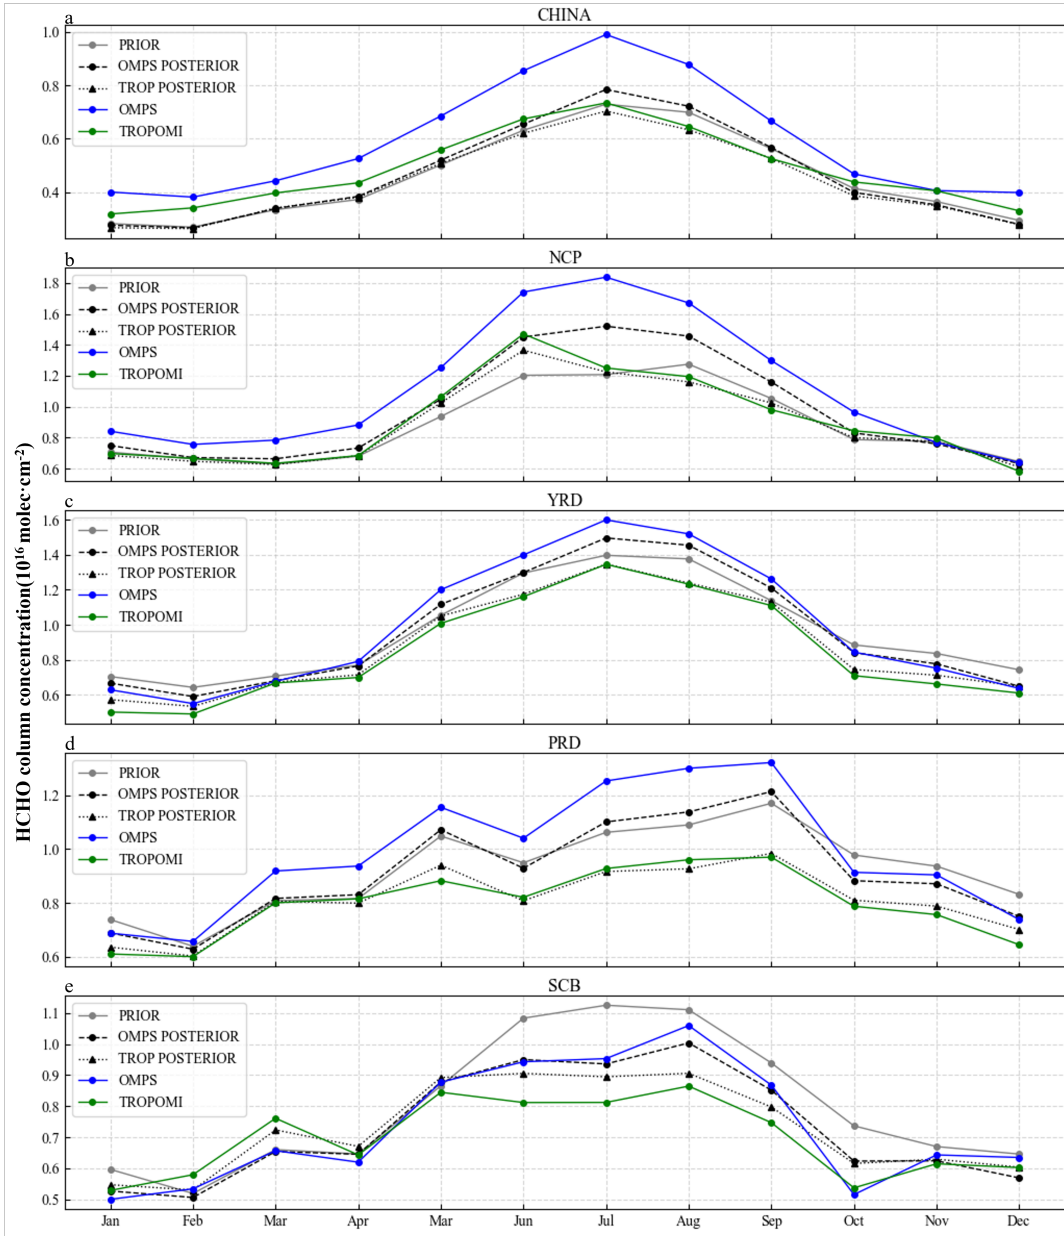 a
CHINA
1.0
0.8
0.6
0.4
PRIOR
OMPS POSTERIOR
TROP POSTERIOR
OMPS
TROPOMI
b
NCP
1.8
1.6
1.4
1.2
1.0
0.8
0.6
PRIOR
OMPS POSTERIOR
TROP POSTERIOR
OMPS
TROPOMI
HCHO column concentration(10¹⁶ molec·cm⁻²)
c
YRD
1.6
1.4
1.2
1.0
0.8
0.6
PRIOR
OMPS POSTERIOR
TROP POSTERIOR
OMPS
TROPOMI
d
PRD
1.2
1.0
0.8
0.6
PRIOR
OMPS POSTERIOR
TROP POSTERIOR
OMPS
TROPOMI
e
SCB
1.1
1.0
0.9
0.8
0.7
0.6
0.5
PRIOR
OMPS POSTERIOR
TROP POSTERIOR
OMPS
TROPOMI
Jan Feb Mar Apr Mar Jun Jul Aug Sep Oct Nov Dec